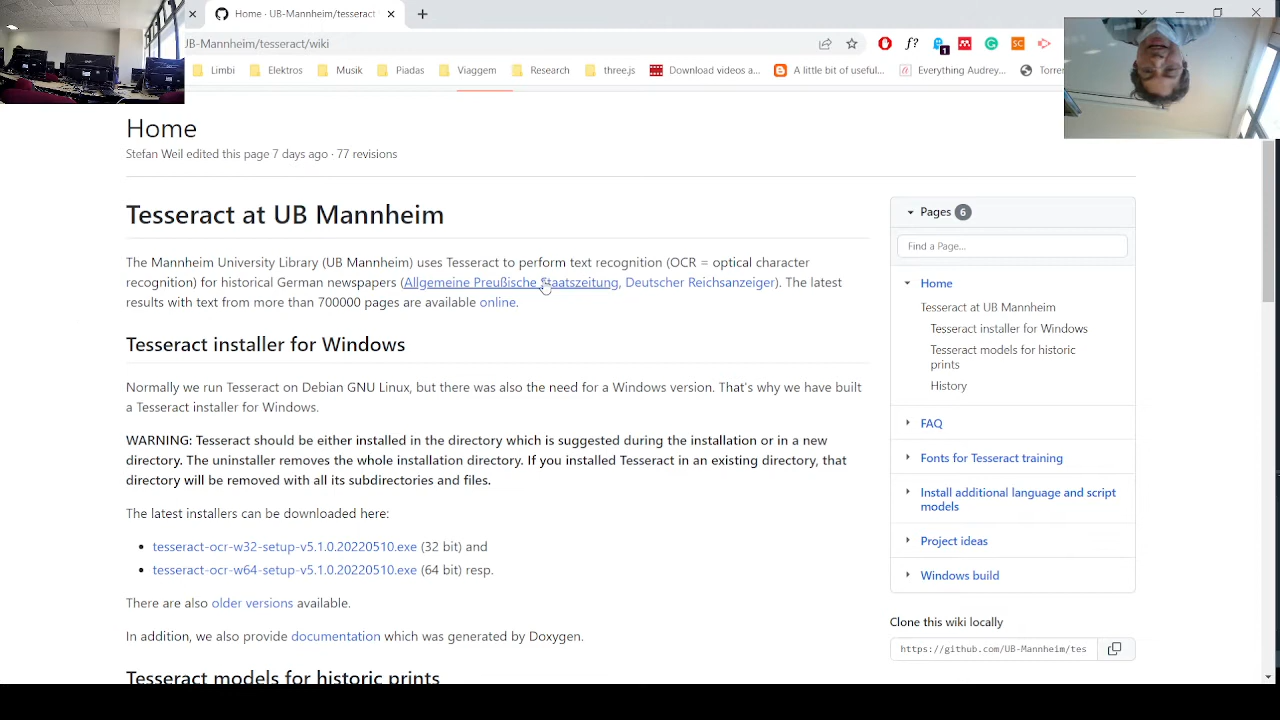 Home · UB-Mannheim/tesseract
JB-Mannheim/tesseract/wiki
f?
1
SC
Limbi
Elektros
Musik
Piadas
Viaggem
Research
three.js
Download videos a...
A little bit of useful...
Everything Audrey...
Torrer
Home
Stefan Weil edited this page 7 days ago · 77 revisions
Tesseract at UB Mannheim
The Mannheim University Library (UB Mannheim) uses Tesseract to perform text recognition (OCR = optical character
recognition) for historical German newspapers (Allgemeine Preußische Staatszeitung, Deutscher Reichsanzeiger). The latest
results with text from more than 700000 pages are available online.
Tesseract installer for Windows
Normally we run Tesseract on Debian GNU Linux, but there was also the need for a Windows version. That's why we have built
a Tesseract installer for Windows.
WARNING: Tesseract should be either installed in the directory which is suggested during the installation or in a new
directory. The uninstaller removes the whole installation directory. If you installed Tesseract in an existing directory, that
directory will be removed with all its subdirectories and files.
The latest installers can be downloaded here:
• tesseract-ocr-w32-setup-v5.1.0.20220510.exe (32 bit) and
• tesseract-ocr-w64-setup-v5.1.0.20220510.exe (64 bit) resp.
There are also older versions available.
In addition, we also provide documentation which was generated by Doxygen.
Tesseract models for historic prints
Pages 6
Find a Page...
Home
Tesseract at UB Mannheim
Tesseract installer for Windows
Tesseract models for historic
prints
History
FAQ
Fonts for Tesseract training
Install additional language and script
models
Project ideas
Windows build
Clone this wiki locally
https://github.com/UB-Mannheim/tes